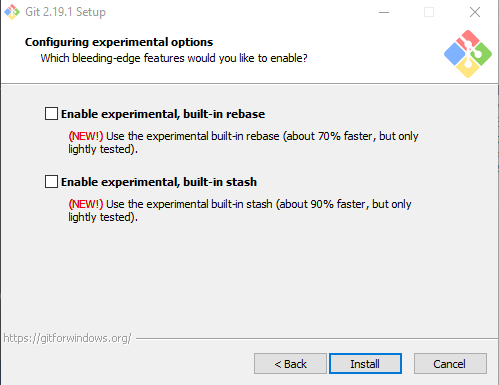 Git 2.19.1 Setup
Configuring experimental options
Which bleeding-edge features would you like to enable?
Enable experimental, built-in rebase
(NEW!) Use the experimental built-in rebase (about 70% faster, but only
lightly tested).
Enable experimental, built-in stash
(NEW!) Use the experimental built-in stash (about 90% faster, but only
lightly tested).
https://gitforwindows.org/
< Back
Install
Cancel